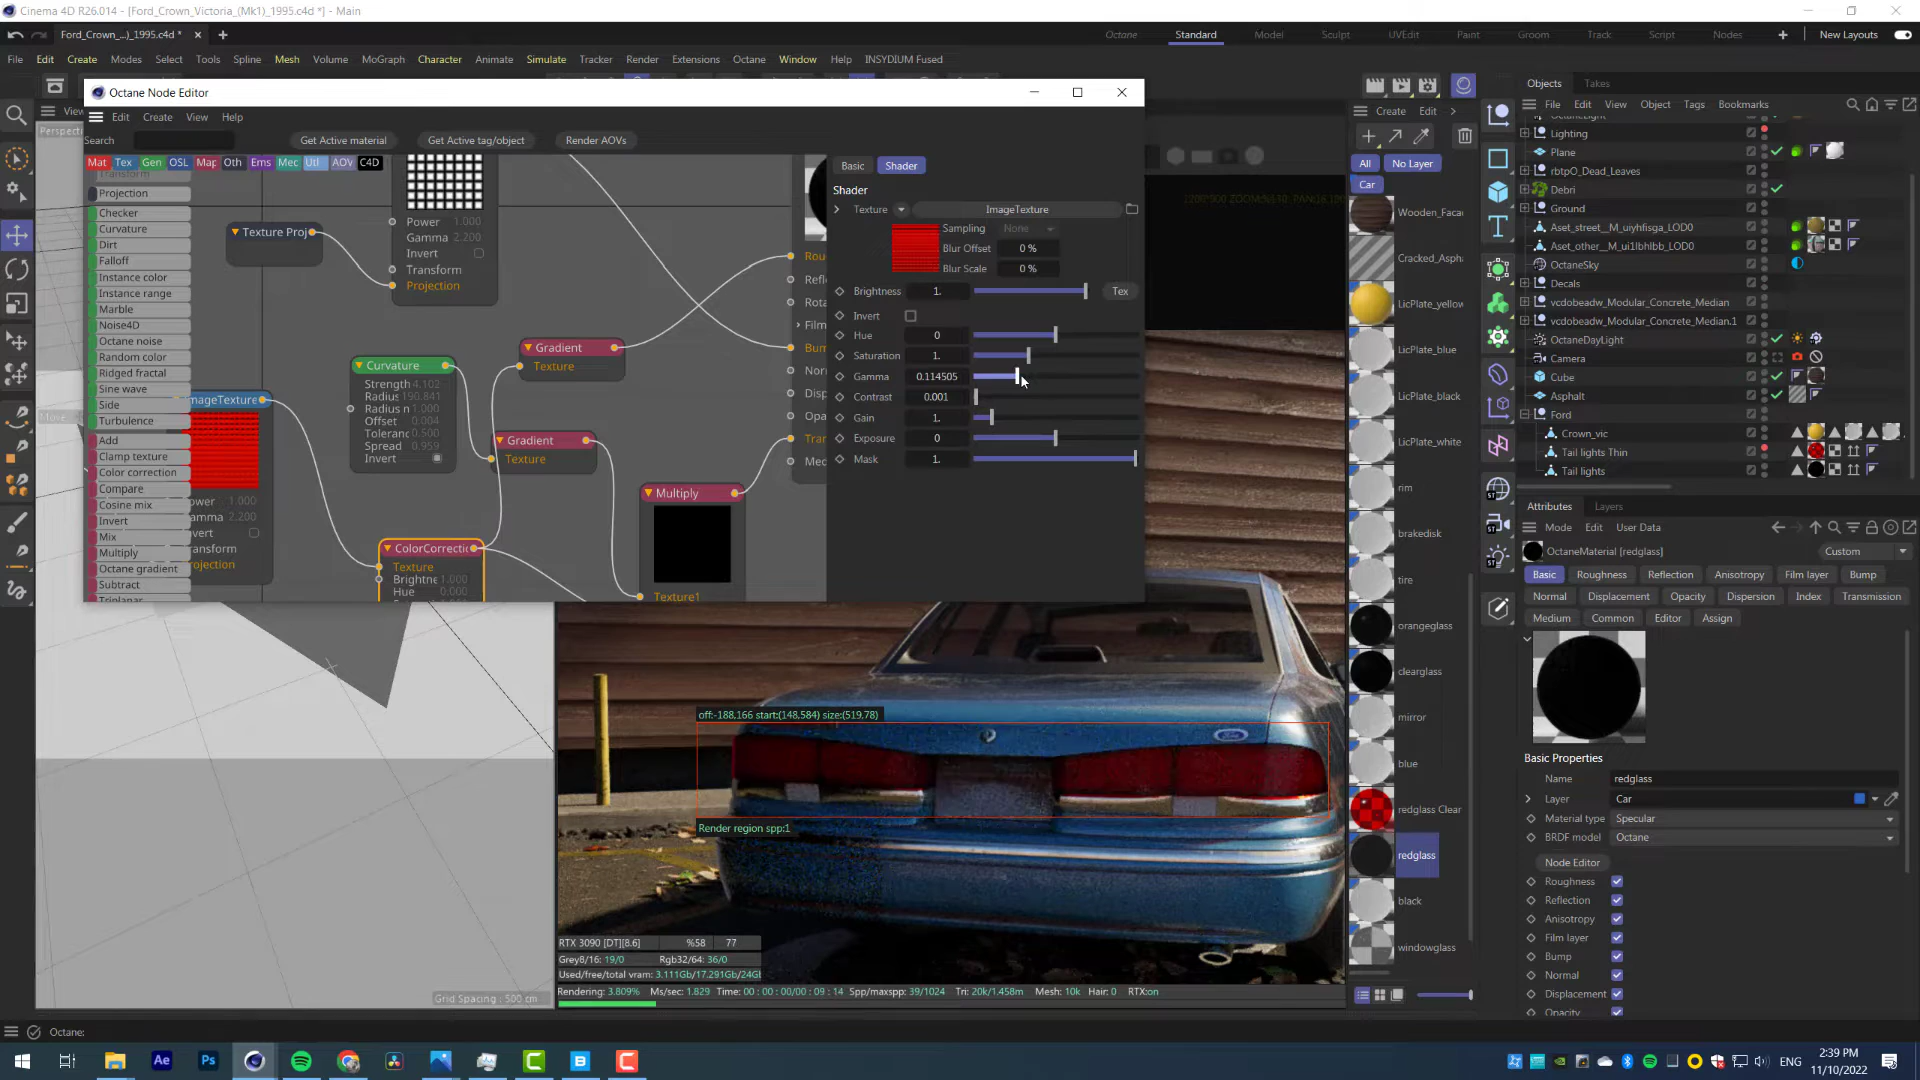 Cinema 4D R26.014 - [Ford_Crown_Victoria_(Mk1)_1995.c4d *] - Main
Ford_Crown_...)_1995.c4d *
Octane Standard Model Sculpt UVEdit Paint Groom Track Script Nodes New Layouts
File Edit Create Modes Select Tools Spline Mesh Volume MoGraph Character Animate Simulate Tracker Render Extensions Octane Window Help INSYDIUM Fused
Octane Node Editor
Edit Create View Help
Search Get Active material Get Active tag/object Render AOVs
Mat Tex Gen OSL Map Oth Ems Mec Utl AOV C4D
Transform
Projection
Checker
Curvature
Dirt
Falloff
Instance color
Instance range
Marble
Noise4D
Octane noise
Random color
Ridged fractal
Sine wave
Side
Turbulence
Add
Clamp texture
Color correction
Compare
Cosine mix
Invert
Mix
Multiply
Octane gradient
Subtract
Triplanar
Texture Proj
Power 1.000
Gamma 2.200
Invert
Transform
Projection
Curvature
Strength 4.102
Radius 190.841
Radius m 1.000
Offset 0.004
Toleranc 0.500
Spread 0.959
Invert
Gradient
Texture
Gradient
Texture
ColorCorrectic
Texture
Brightne 1.000
Hue 0.000
Multiply
Texture1
Basic Shader
Shader
Texture ImageTexture
Sampling None
Blur Offset 0 %
Blur Scale 0 %
Brightness 1. Tex
Invert
Hue 0
Saturation 1.
Gamma 0.114505
Contrast 0.001
Gain 1.
Exposure 0
Mask 1.
Grid Spacing : 500 cm
off:-188,166 start:(148,584) size:(519.78)
Render region spp:1
RTX 3090 [DT][8.6] %58 77
Grey8/16: 19/0 Rgb32/64: 36/0
Used/free/total vram: 3.111Gb/17.291Gb/24Gb
Rendering: 3.809% Ms/sec: 1.829 Time: 00 : 00 : 00/00 : 09 : 14 Spp/maxspp: 39/1024 Tri: 20k/1.458m Mesh: 10k Hair: 0 RTX:on
Create Edit
All No Layer
Car
Wooden_Faca
Cracked_Aspha
LicPlate_yellow
LicPlate_blue
LicPlate_black
LicPlate_white
rim
brakedisk
tire
orangeglass
clearglass
mirror
blue
redglass Clear
redglass
black
windowglass
Objects Takes
File Edit View Object Tags Bookmarks
OctaneLight
Lighting
Plane
rbtpO_Dead_Leaves
Debri
Ground
Aset_street__M_uiyhfisga_LOD0
Aset_other__M_ui1lbhlbb_LOD0
OctaneSky
Decals
vcdobeadw_Modular_Concrete_Median
vcdobeadw_Modular_Concrete_Median.1
OctaneDayLight
Camera
Cube
Asphalt
Ford
Crown_vic
Tail lights Thin
Tail lights
Attributes Layers
Mode Edit User Data
OctaneMaterial [redglass] Custom
Basic Roughness Reflection Anisotropy Film layer Bump
Normal Displacement Opacity Dispersion Index Transmission
Medium Common Editor Assign
Basic Properties
Name redglass
Layer Car
Material type Specular
BRDF model Octane
Node Editor
Roughness
Reflection
Anisotropy
Film layer
Bump
Normal
Displacement
Opacity
Octane:
ENG
2:39 PM
11/10/2022